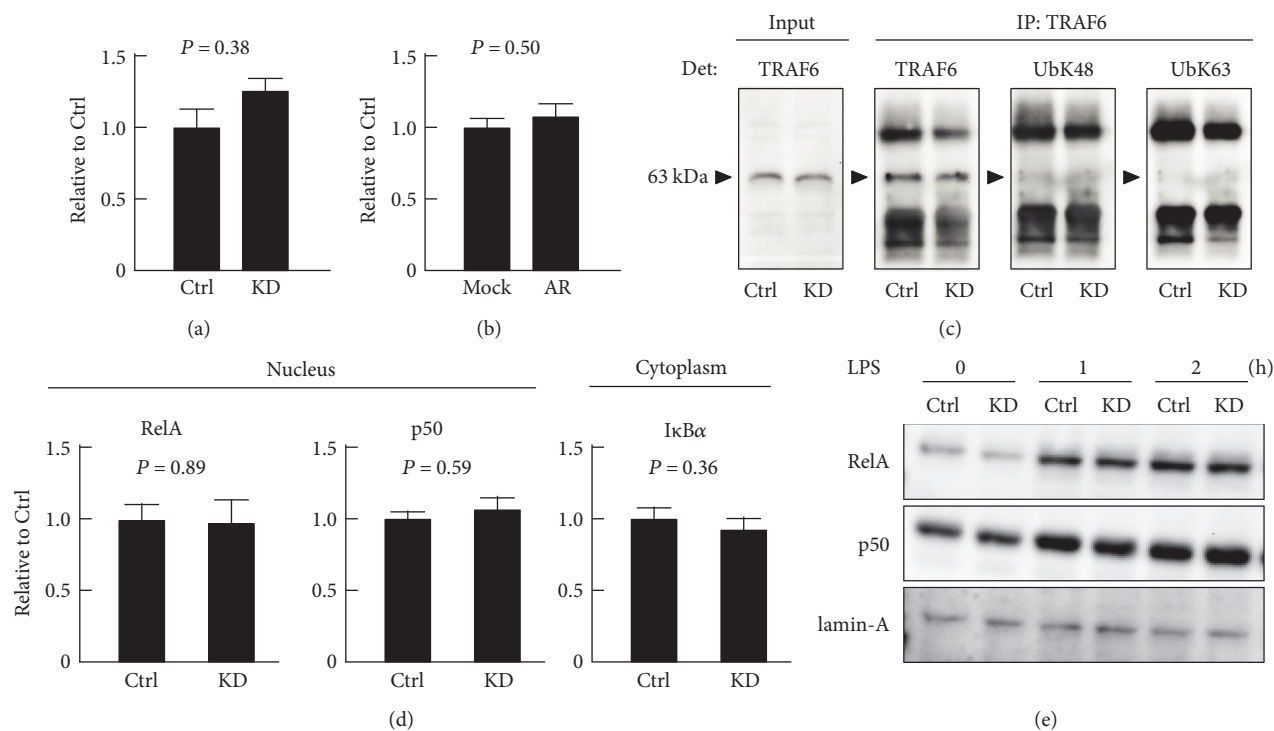 P = 0.38
Relative to Ctrl
1.5
1.0
0.5
0
Ctrl KD
(a)
P = 0.50
Relative to Ctrl
1.5
1.0
0.5
0
Mock AR
(b)
Input IP: TRAF6
Det: TRAF6 TRAF6 UbK48 UbK63
63 kDa
Ctrl KD Ctrl KD Ctrl KD Ctrl KD
(c)
Nucleus Cytoplasm
RelA
P = 0.89
Relative to Ctrl
1.5
1.0
0.5
0
Ctrl KD
p50
P = 0.59
1.5
1.0
0.5
0
Ctrl KD
IκBα
P = 0.36
1.5
1.0
0.5
0
Ctrl KD
(d)
LPS 0 1 2 (h)
Ctrl KD Ctrl KD Ctrl KD
RelA
p50
lamin-A
(e)